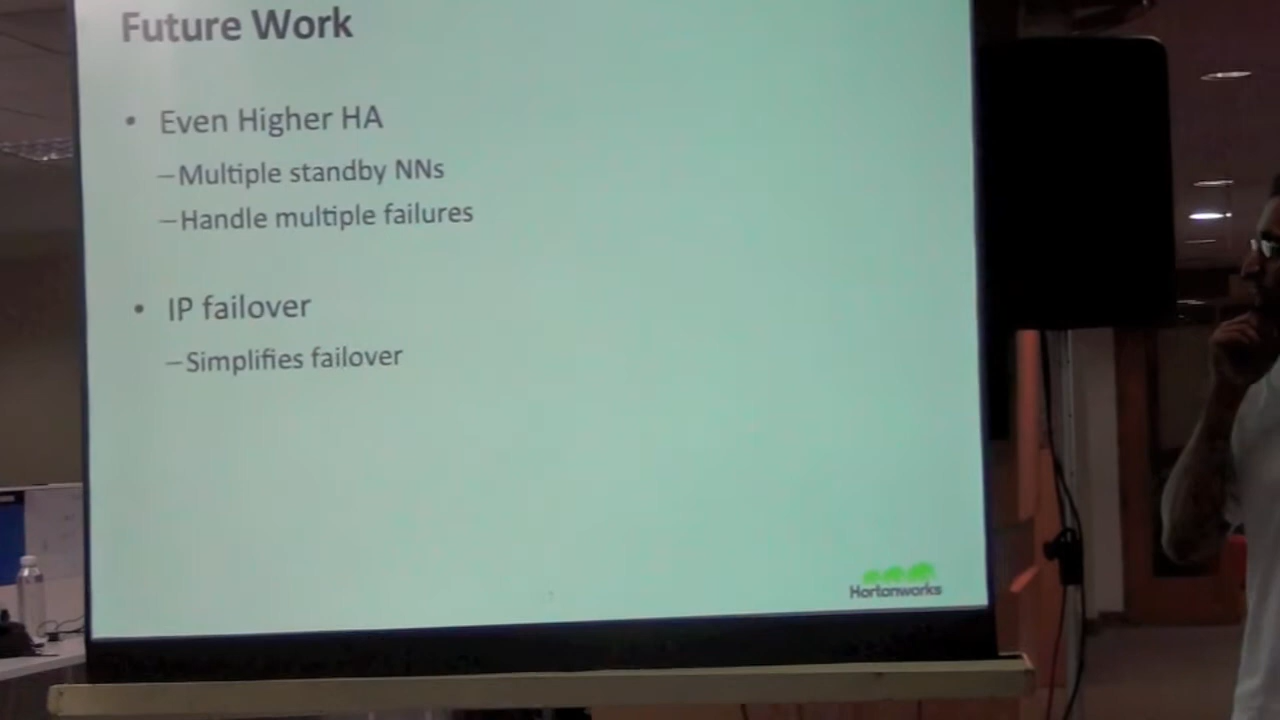 Future Work
• Even Higher HA
–Multiple standby NNs
–Handle multiple failures
• IP failover
–Simplifies failover
Hortonworks